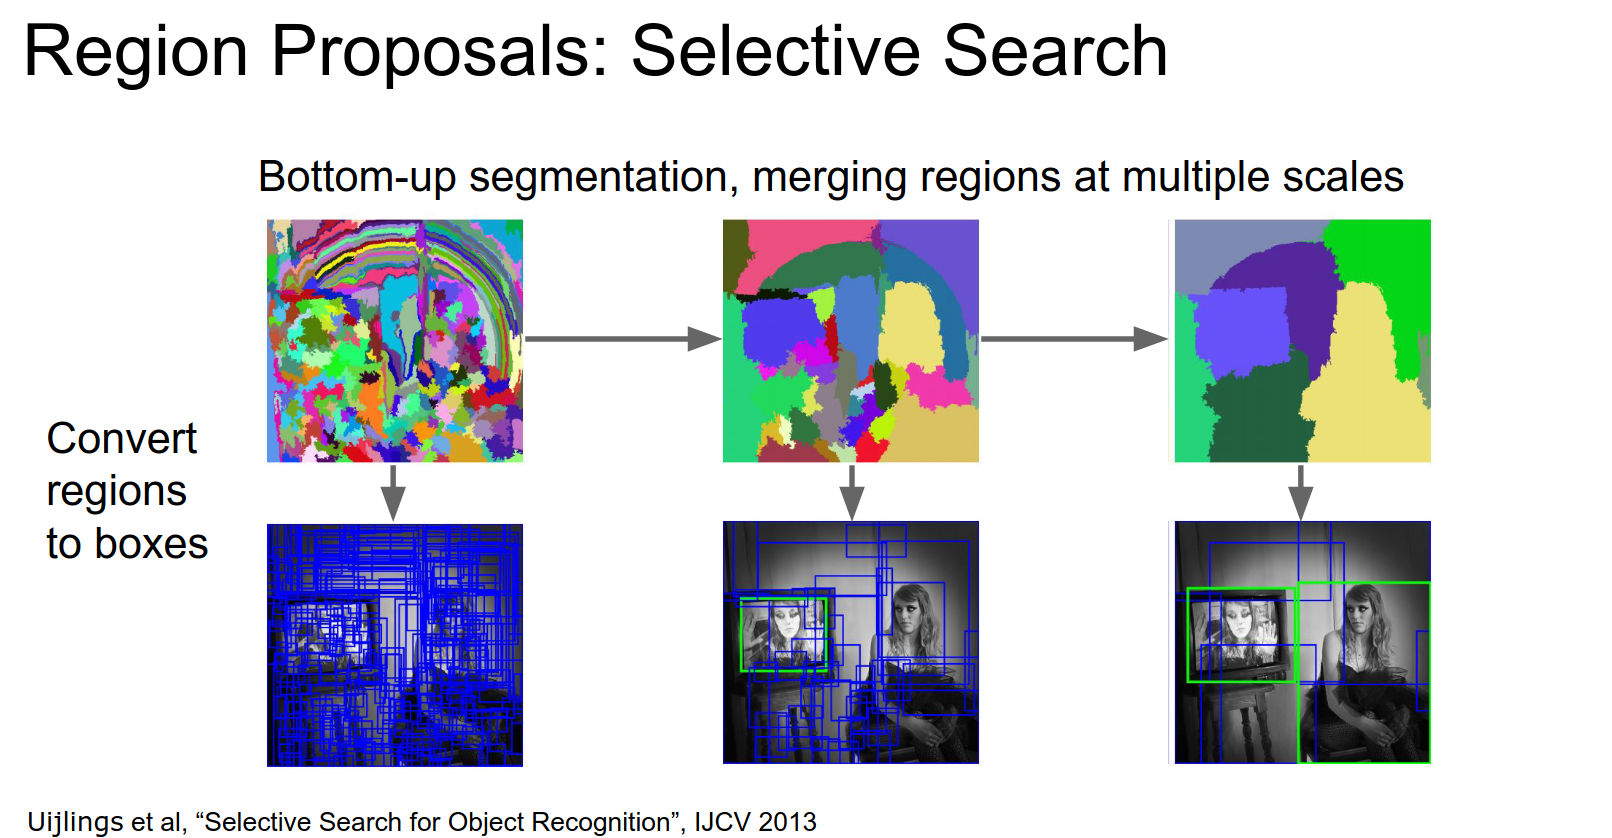 Region Proposals: Selective Search
Bottom-up segmentation, merging regions at multiple scales
Convert
regions
to boxes
Uijlings et al, “Selective Search for Object Recognition”, IJCV 2013